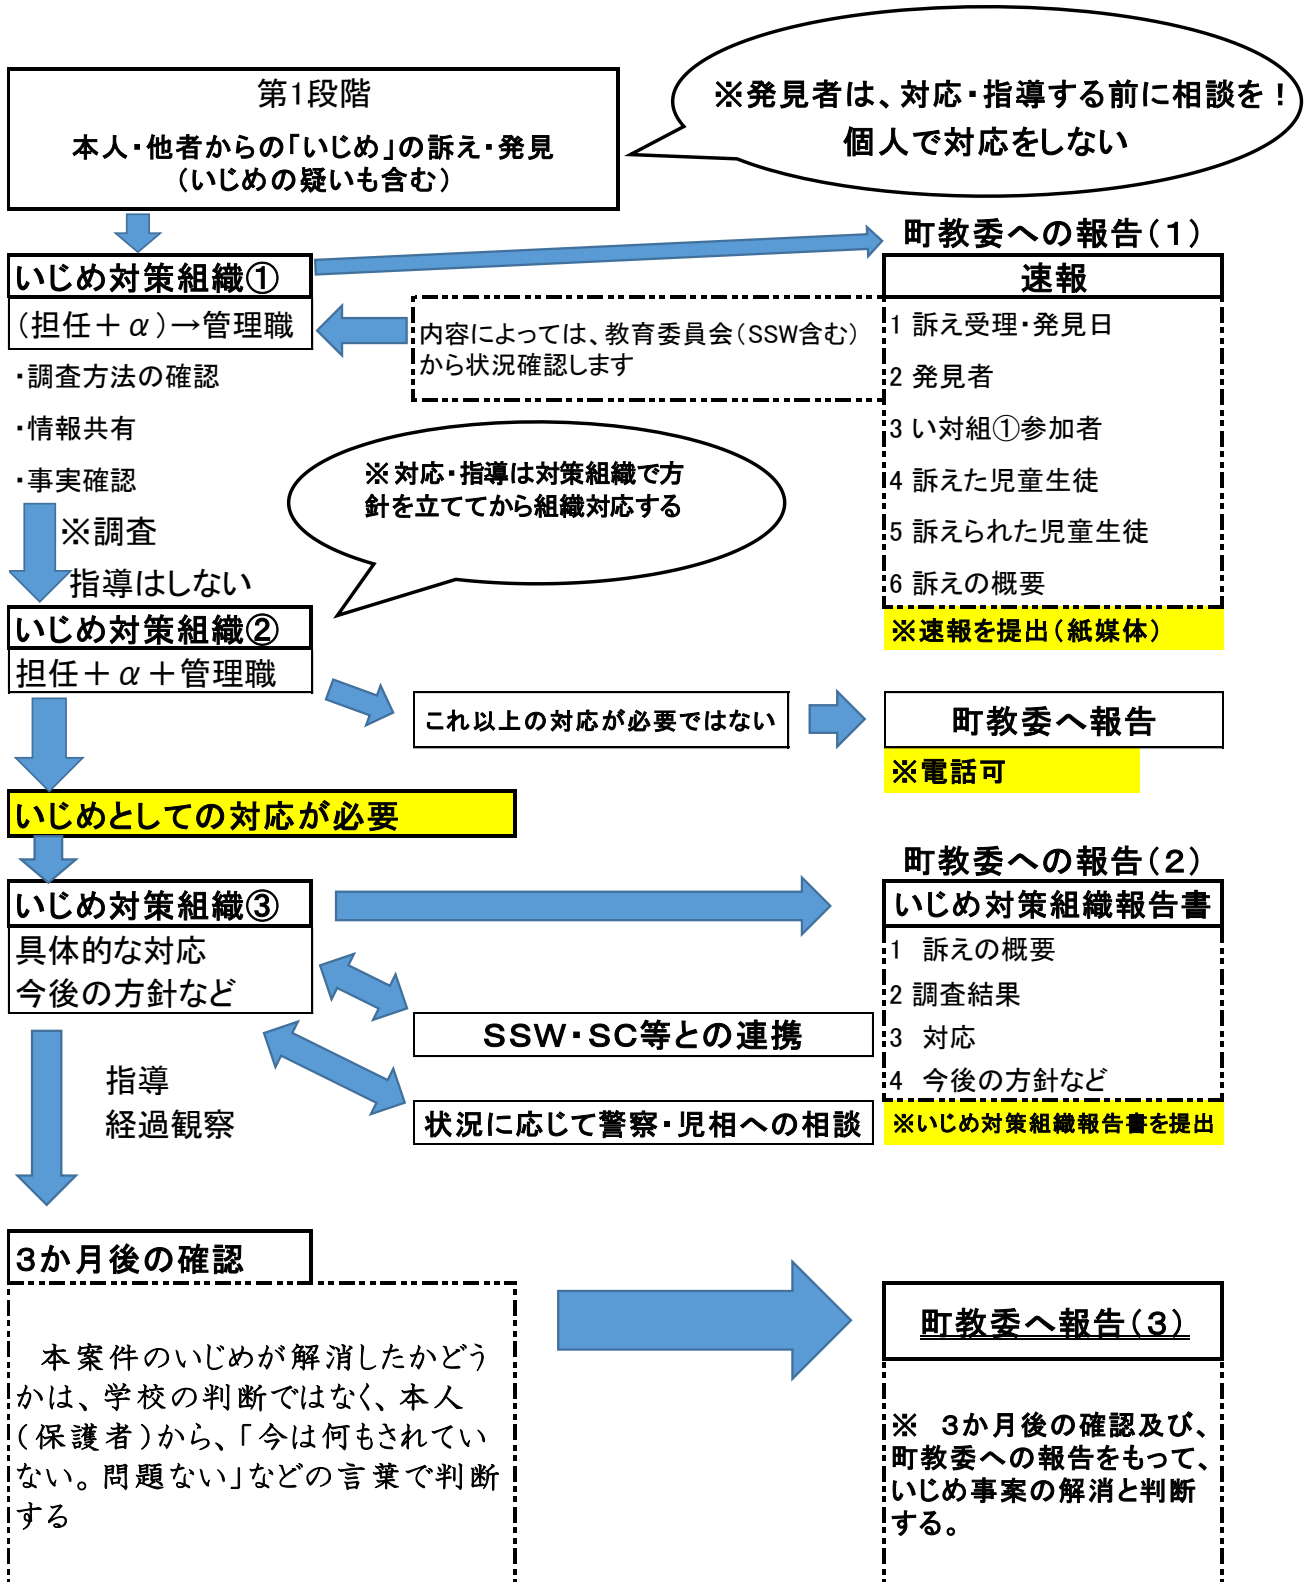 第1段階
本人・他者からの「いじめ」の訴え・発見
（いじめの疑いも含む）
※発見者は、対応・指導する前に相談を！
個人で対応をしない
いじめ対策組織①
（担任＋α）→管理職
・調査方法の確認
・情報共有
・事実確認
内容によっては、教育委員会（SSW含む）
から状況確認します
町教委への報告（1）
速報
1 訴え受理・発見日
2 発見者
3 い対組①参加者
4 訴えた児童生徒
5 訴えられた児童生徒
6 訴えの概要
※速報を提出（紙媒体）
※対応・指導は対策組織で方
針を立ててから組織対応する
※調査
指導はしない
いじめ対策組織②
担任＋α＋管理職
これ以上の対応が必要ではない
町教委へ報告
※電話可
いじめとしての対応が必要
いじめ対策組織③
具体的な対応
今後の方針など
町教委への報告（2）
いじめ対策組織報告書
1 訴えの概要
2 調査結果
3 対応
4 今後の方針など
※いじめ対策組織報告書を提出
SSW・SC等との連携
状況に応じて警察・児相への相談
指導
経過観察
3か月後の確認
本案件のいじめが解消したかどう
かは、学校の判断ではなく、本人
（保護者）から、「今は何もされてい
ない。問題ない」などの言葉で判断
する
町教委へ報告（3）
※ 3か月後の確認及び、
町教委への報告をもって、
いじめ事案の解消と判断
する。